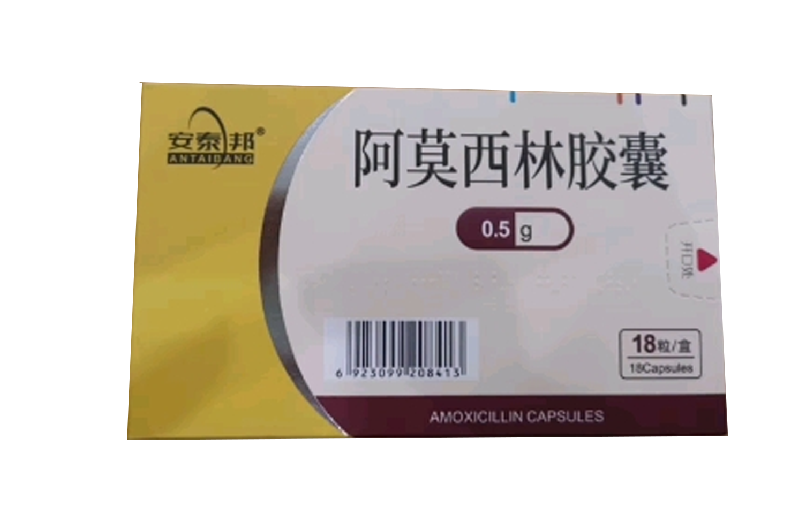 安泰邦®
ANTAIBANG
阿莫西林胶囊
0.5 g
开口处
6 923099 208413
18粒/盒
18Capsules
AMOXICILLIN CAPSULES